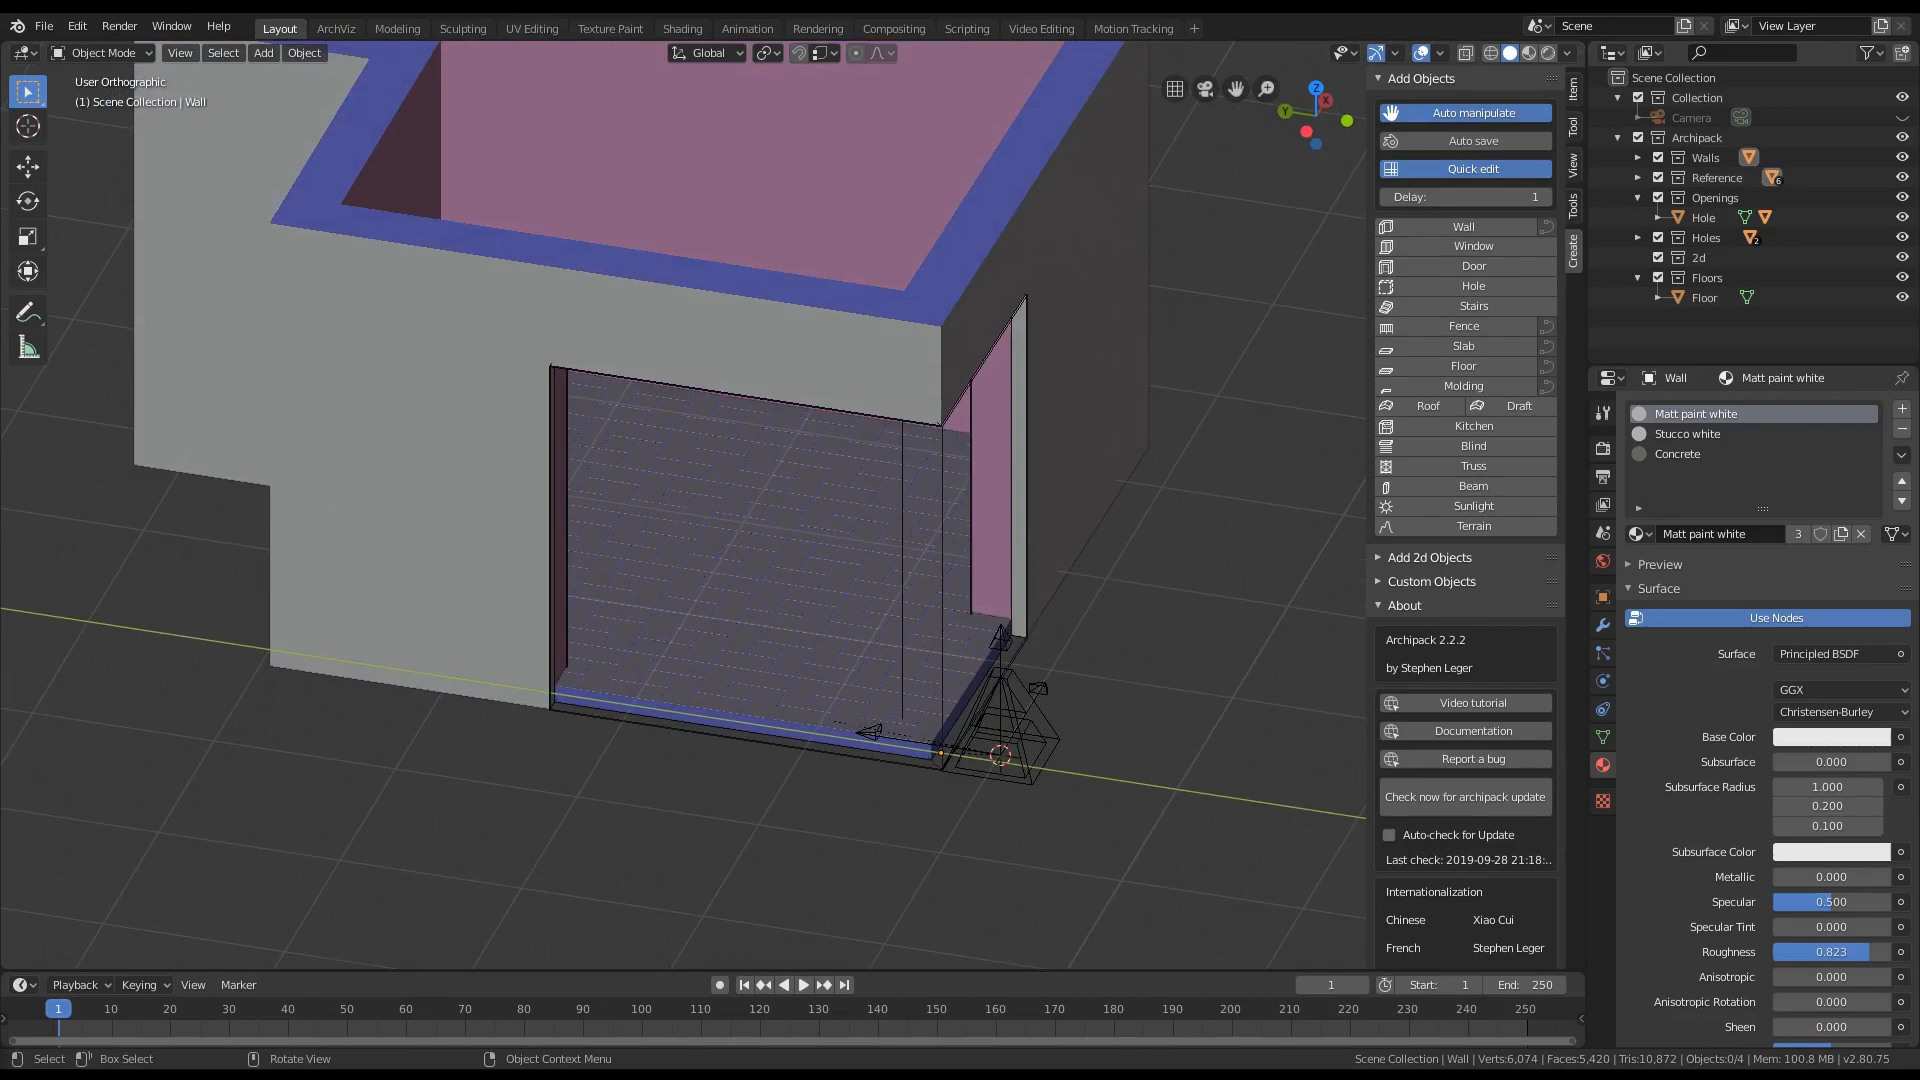 File Edit Render Window Help Layout ArchViz Modeling Sculpting UV Editing Texture Paint Shading Animation Rendering Compositing Scripting Video Editing Motion Tracking + Scene View Layer
Object Mode View Select Add Object Global
User Orthographic
(1) Scene Collection | Wall
Z
X
Y
Add Objects
Auto manipulate
Auto save
Quick edit
Delay: 1
Wall
Window
Door
Hole
Stairs
Fence
Slab
Floor
Molding
Roof Draft
Kitchen
Blind
Truss
Beam
Sunlight
Terrain
Add 2d Objects
Custom Objects
About
Archipack 2.2.2
by Stephen Leger
Video tutorial
Documentation
Report a bug
Check now for archipack update
Auto-check for Update
Last check: 2019-09-28 21:18:..
Internationalization
Chinese Xiao Cui
French Stephen Leger
Item
Tool
View
Tools
Create
Scene Collection
Collection
Camera
Archipack
Walls
Reference 6
Openings
Hole
Holes 2
2d
Floors
Floor
Wall Matt paint white
Matt paint white
Stucco white
Concrete
Matt paint white 3
Preview
Surface
Use Nodes
Surface Principled BSDF
GGX
Christensen-Burley
Base Color
Subsurface 0.000
Subsurface Radius 1.000
0.200
0.100
Subsurface Color
Metallic 0.000
Specular 0.500
Specular Tint 0.000
Roughness 0.823
Anisotropic 0.000
Anisotropic Rotation 0.000
Sheen 0.000
Playback Keying View Marker 1 Start: 1 End: 250
1 10 20 30 40 50 60 70 80 90 100 110 120 130 140 150 160 170 180 190 200 210 220 230 240 250
Select Box Select Rotate View Object Context Menu Scene Collection | Wall | Verts:6,074 | Faces:5,420 | Tris:10,872 | Objects:0/4 | Mem: 100.8 MB | v2.80.75